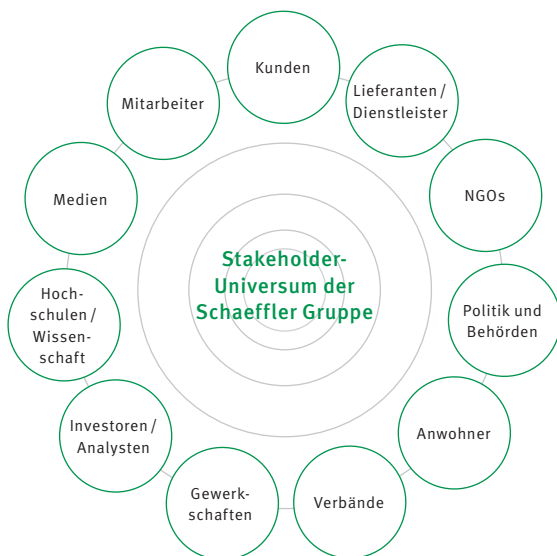 Kunden
Lieferanten /
Dienstleister
NGOs
Politik und
Behörden
Anwohner
Verbände
Gewerk-
schaften
Investoren /
Analysten
Hoch-
schulen /
Wissen-
schaft
Medien
Mitarbeiter
Stakeholder-
Universum der
Schaeffler Gruppe